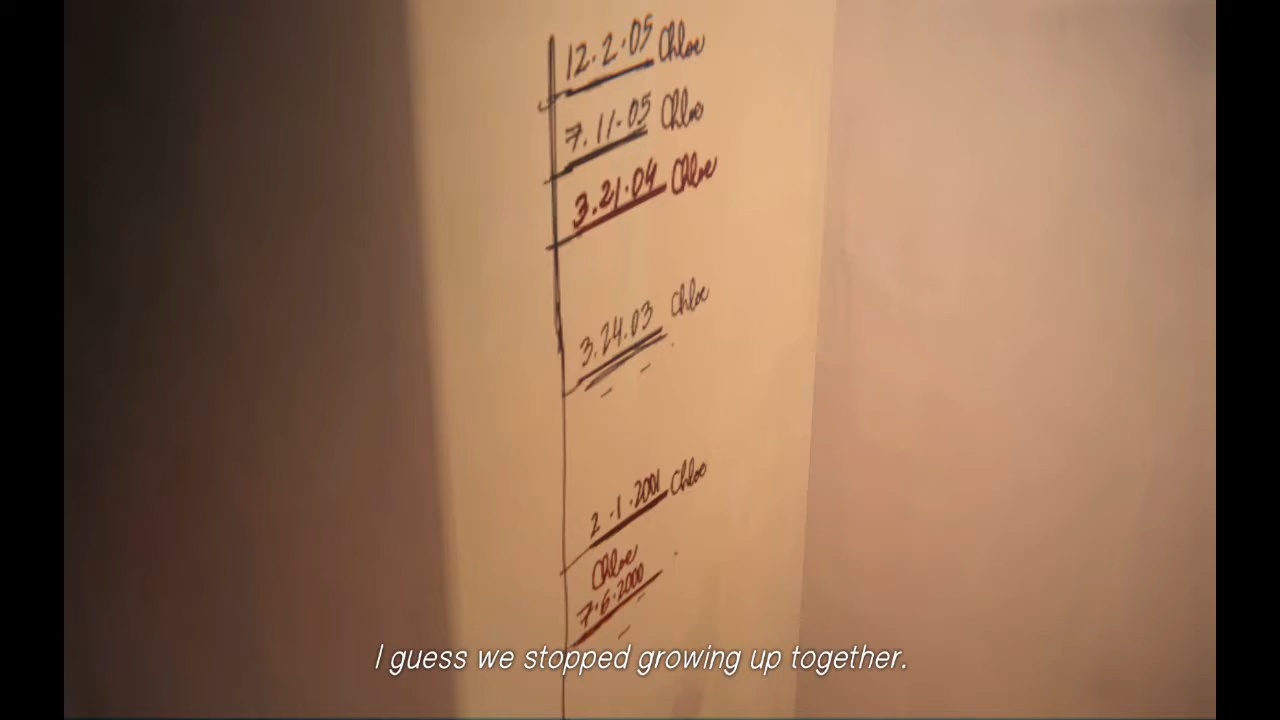 12.2.05 Chloe
7.11.05 Chloe
3.21.04 Chloe
3.24.03 Chloe
2.1.2001 Chloe
Chloe
7.6.2000
I guess we stopped growing up together.